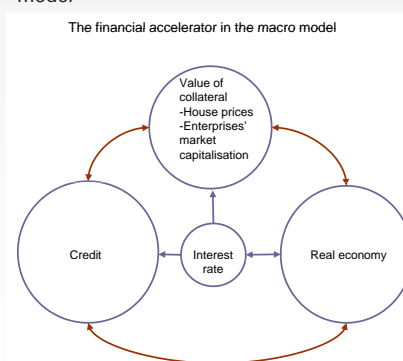 model
The financial accelerator in the macro model
Value of
collateral
-House prices
-Enterprises'
market
capitalisation
Credit
Interest
rate
Real economy